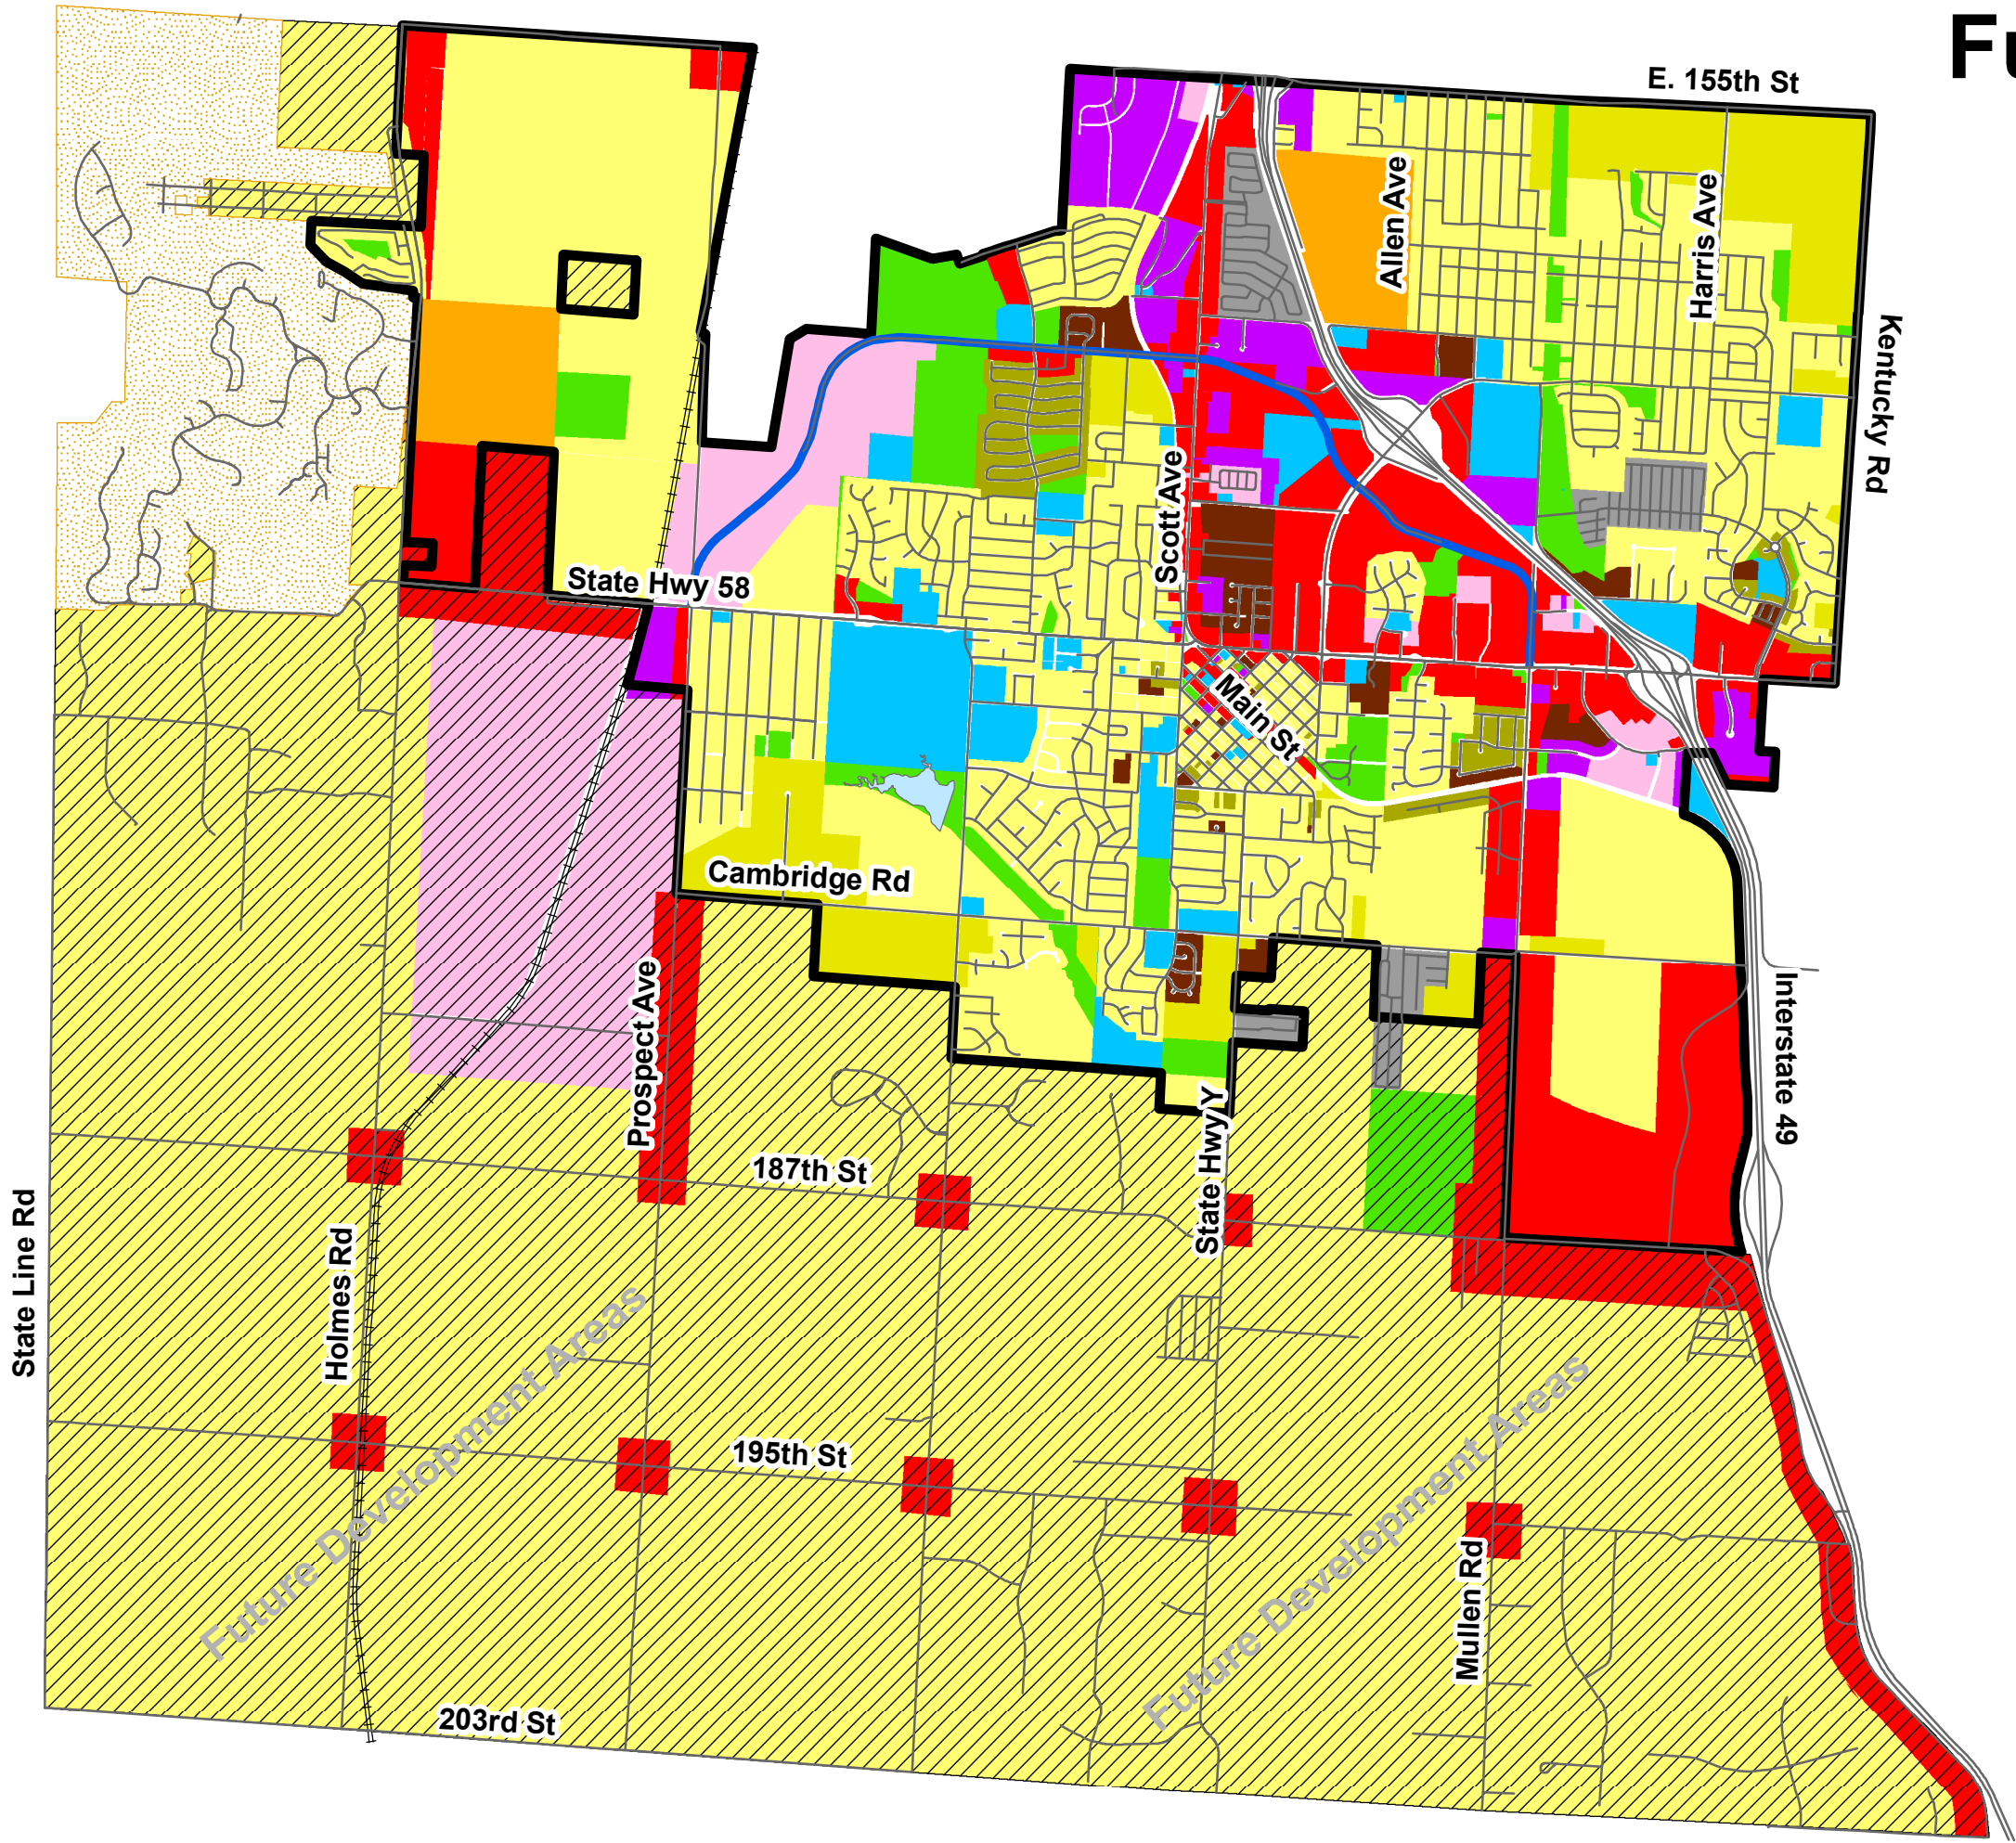 Fu
E. 155th St
Allen Ave
Harris Ave
Kentucky Rd
Scott Ave
State Hwy 58
Main St
Cambridge Rd
Prospect Ave
Interstate 49
State Hwy Y
187th St
State Line Rd
Holmes Rd
Future Development Areas
Future Development Areas
195th St
Mullen Rd
203rd St